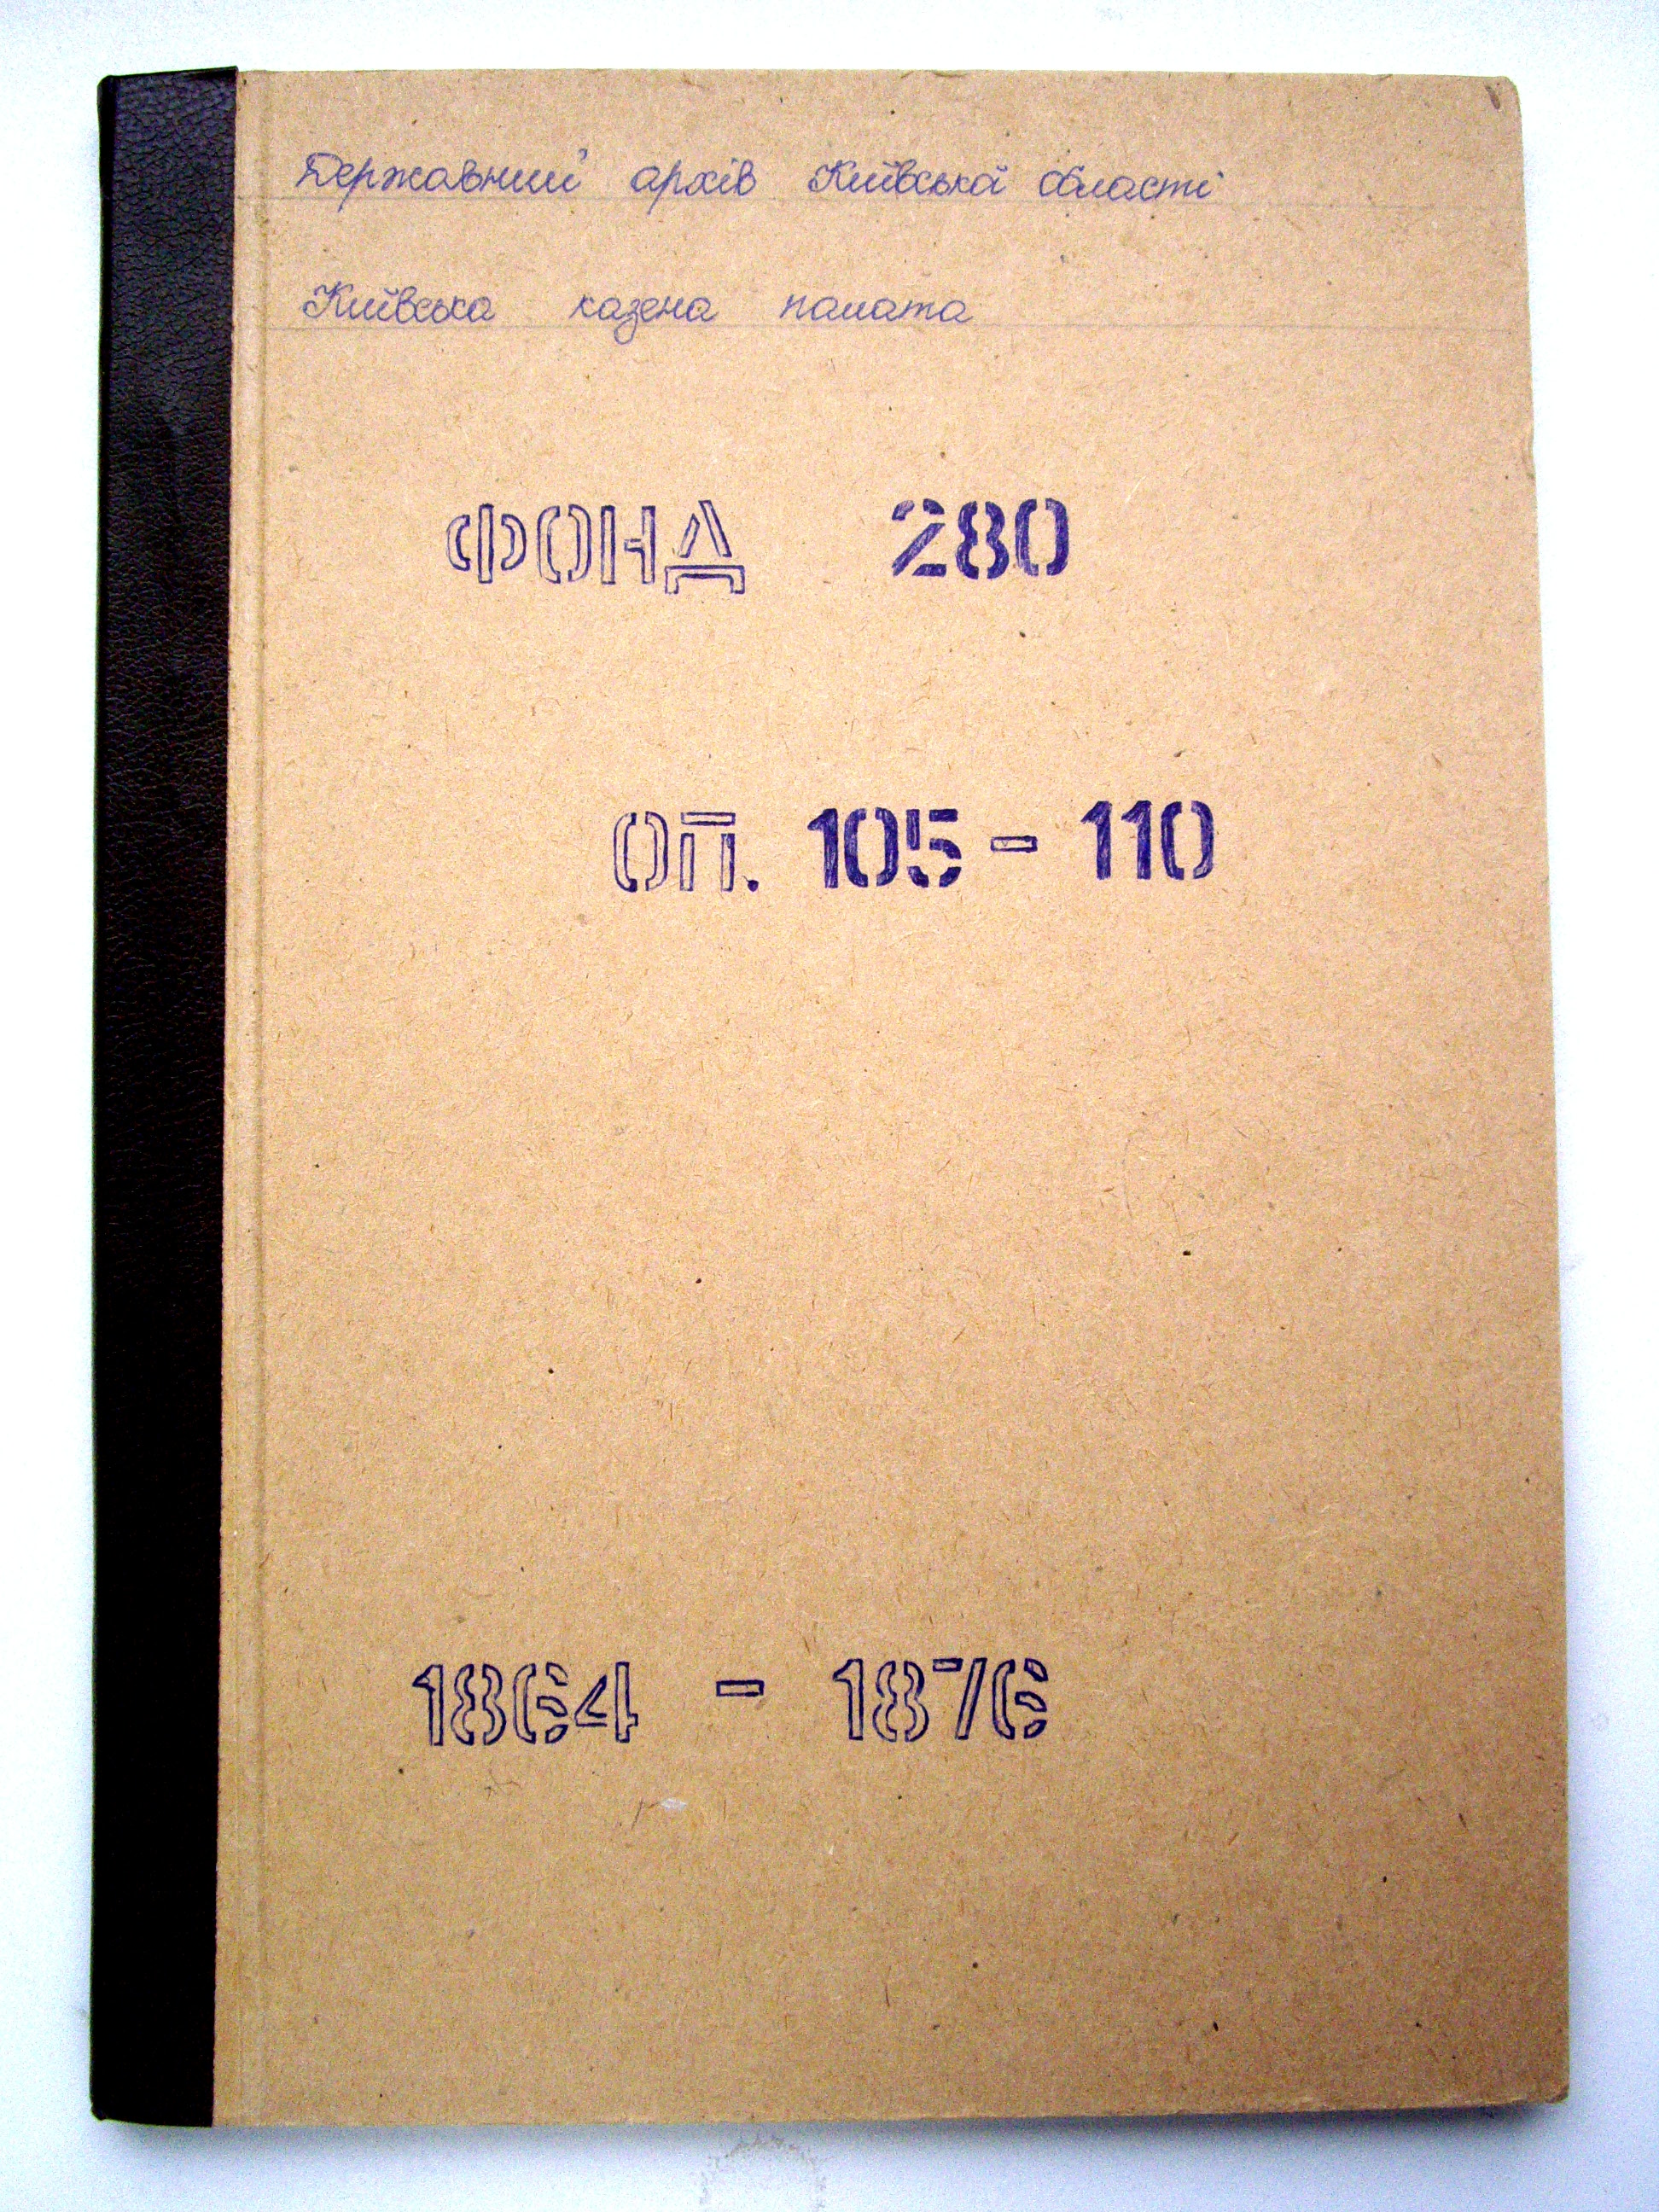 Державний архів Київської області
Київська казена палата
ФОНД 280
ОП. 105 - 110
1864 - 1876